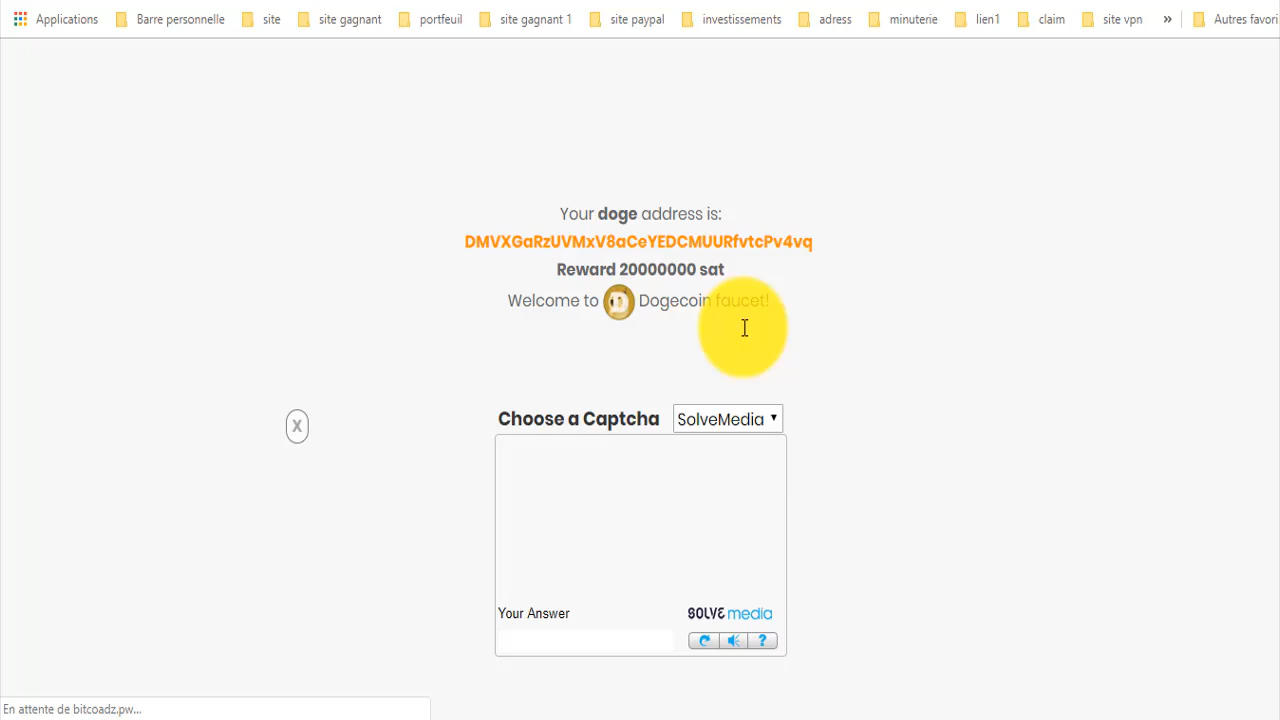 Applications Barre personnelle site site gagnant portfeuil site gagnant 1 site paypal investissements adress minuterie lien1 claim site vpn » Autres favori
Your doge address is:
DMVXGaRzUVMxV8aCeYEDCMUURfvtcPv4vq
Reward 20000000 sat
Welcome to Dogecoin faucet!
Choose a Captcha SolveMedia
X
Your Answer SOLVE media
?
En attente de bitcoadz.pw...